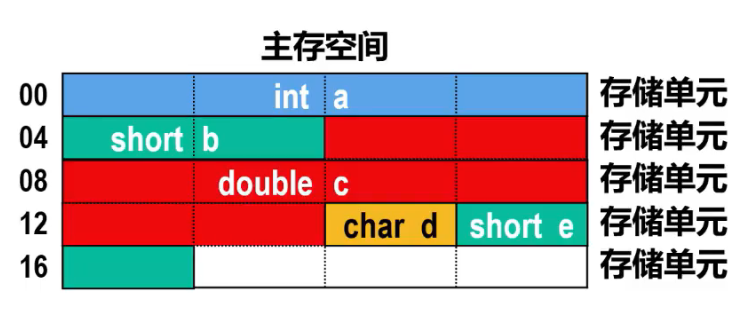 主存空间
00 int a 存储单元
04 short b 存储单元
08 double c 存储单元
12 char d short e 存储单元
16 存储单元